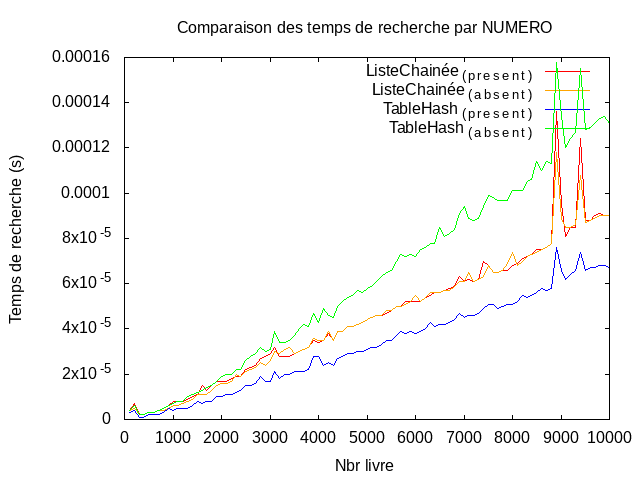 Comparaison des temps de recherche par NUMERO
0.00016
0.00014
0.00012
0.0001
8x10-5
6x10-5
4x10-5
2x10-5
0
Temps de recherche (s)
ListeChainée (present)
ListeChainée (absent)
TableHash (present)
TableHash (absent)
0 1000 2000 3000 4000 5000 6000 7000 8000 9000 10000
Nbr livre